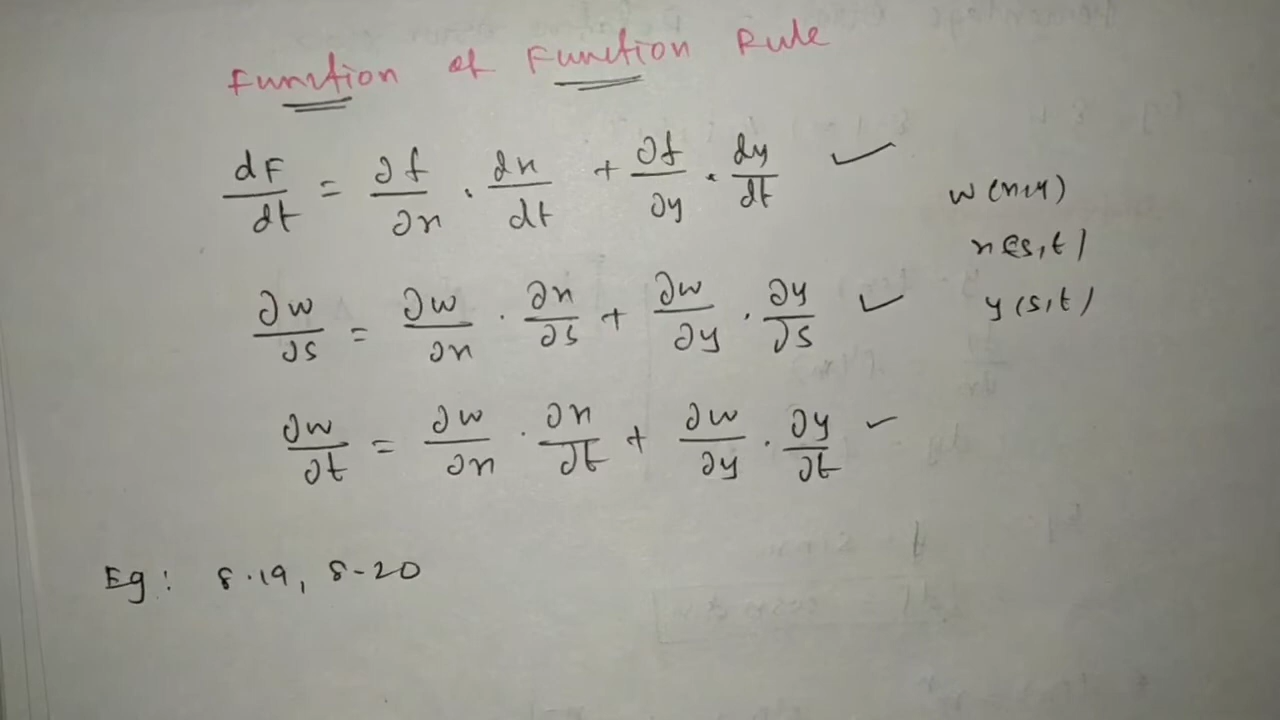 Function of Function Rule
dF/dt = ∂f/∂x · dx/dt + ∂f/∂y · dy/dt ✓
w(x,y)
x(s,t)
∂w/∂s = ∂w/∂x · ∂x/∂s + ∂w/∂y · ∂y/∂s ✓
y(s,t)
∂w/∂t = ∂w/∂x · ∂x/∂t + ∂w/∂y · ∂y/∂t ✓
Eg: 8.19, 8-20